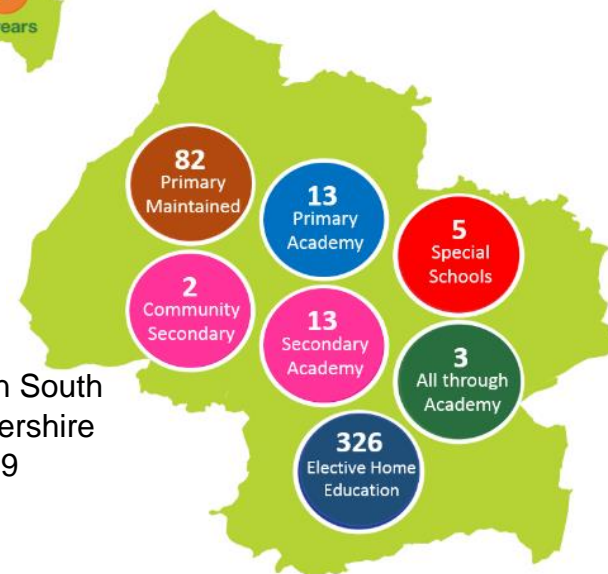 ears
82
Primary
Maintained
13
Primary
Academy
5
Special
Schools
2
Community
Secondary
13
Secondary
Academy
3
All through
Academy
n South
ershire
9
326
Elective Home
Education